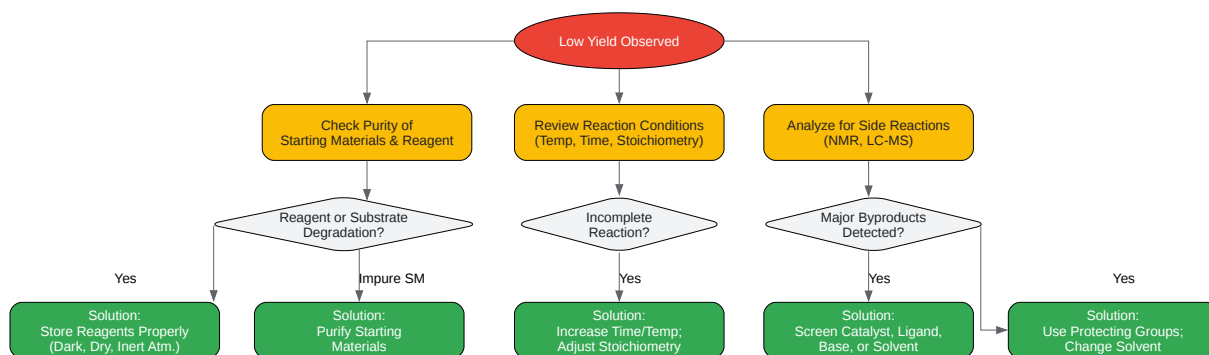 Low Yield Observed
Check Purity of
Starting Materials & Reagent
Review Reaction Conditions
(Temp, Time, Stoichiometry)
Analyze for Side Reactions
(NMR, LC-MS)
Reagent or Substrate
Degradation?
Incomplete
Reaction?
Major Byproducts
Detected?
Yes
Impure SM
Yes
Yes
Yes
Solution:
Store Reagents Properly
(Dark, Dry, Inert Atm.)
Solution:
Purify Starting
Materials
Solution:
Increase Time/Temp;
Adjust Stoichiometry
Solution:
Screen Catalyst, Ligand,
Base, or Solvent
Solution:
Use Protecting Groups;
Change Solvent